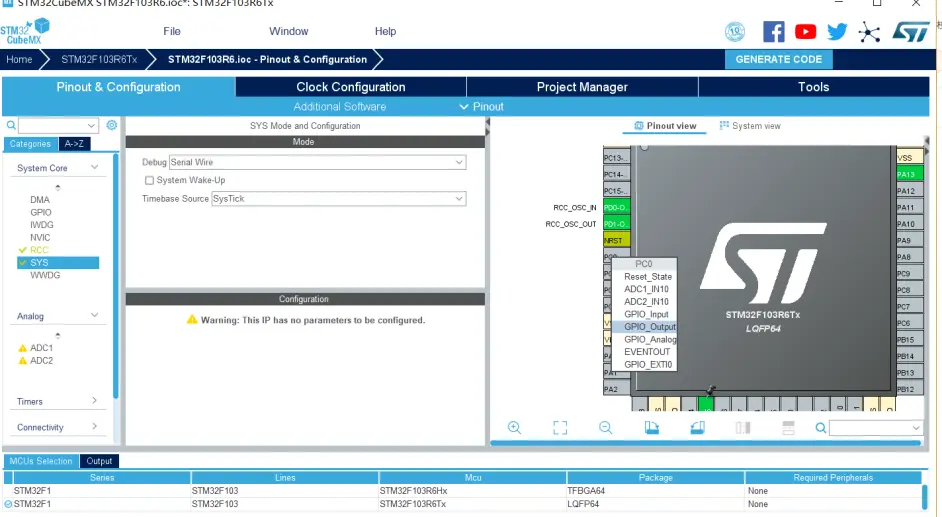 STM32CubeMX STM32F103R6.ioc*: STM32F103R6Tx
STM32 CubeMX
File Window Help
ST
Home STM32F103R6Tx STM32F103R6.ioc - Pinout & Configuration GENERATE CODE
Pinout & Configuration Clock Configuration Project Manager Tools
Additional Software Pinout
SYS Mode and Configuration
Pinout view System view
Categories A->Z
Mode
System Core
Debug Serial Wire
System Wake-Up
Timebase Source SysTick
DMA
GPIO
IWDG
NVIC
RCC
SYS
WWDG
Configuration
Warning: This IP has no parameters to be configured.
Analog
ADC1
ADC2
Timers
Connectivity
PC13-..
PC14-..
PC15-..
RCC_OSC_IN PD0-O..
RCC_OSC_OUT PD1-O..
NRST
PC0
Reset_State
ADC1_IN10
ADC2_IN10
GPIO_Input
GPIO_Output
GPIO_Analog
EVENTOUT
GPIO_EXTI0
PA1
PA2
ST
STM32F103R6Tx
LQFP64
VSS
PA13
PA12
PA11
PA10
PA9
PA8
PC9
PC8
PC7
PC6
PB15
PB14
PB13
PB12
MCUs Selection Output
Series Lines Mcu Package Required Peripherals
STM32F1 STM32F103 STM32F103R6Hx TFBGA64 None
STM32F1 STM32F103 STM32F103R6Tx LQFP64 None